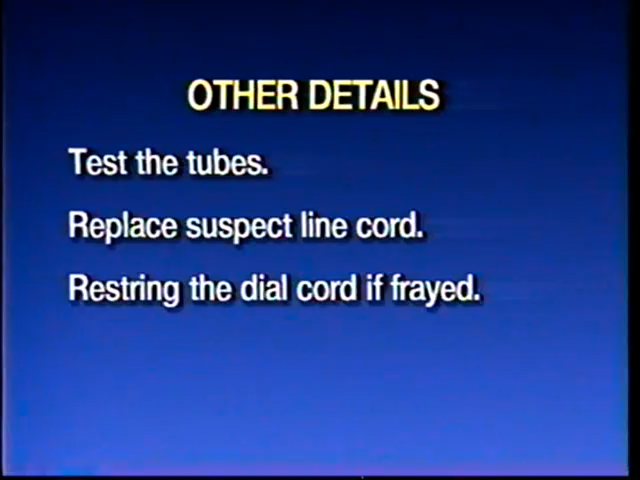 OTHER DETAILS
Test the tubes.
Replace suspect line cord.
Restring the dial cord if frayed.